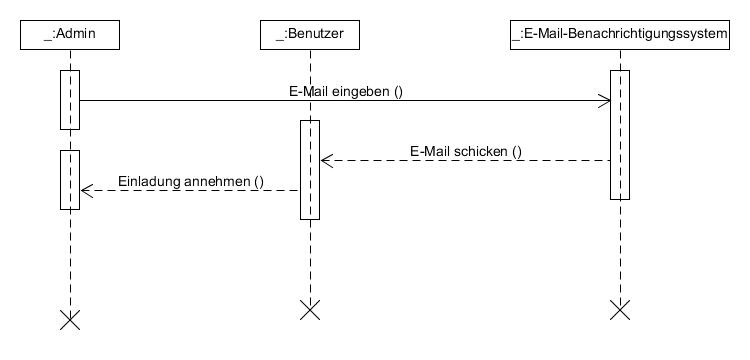 _:Admin
_:Benutzer
_:E-Mail-Benachrichtigungssystem
E-Mail eingeben ()
E-Mail schicken ()
Einladung annehmen ()